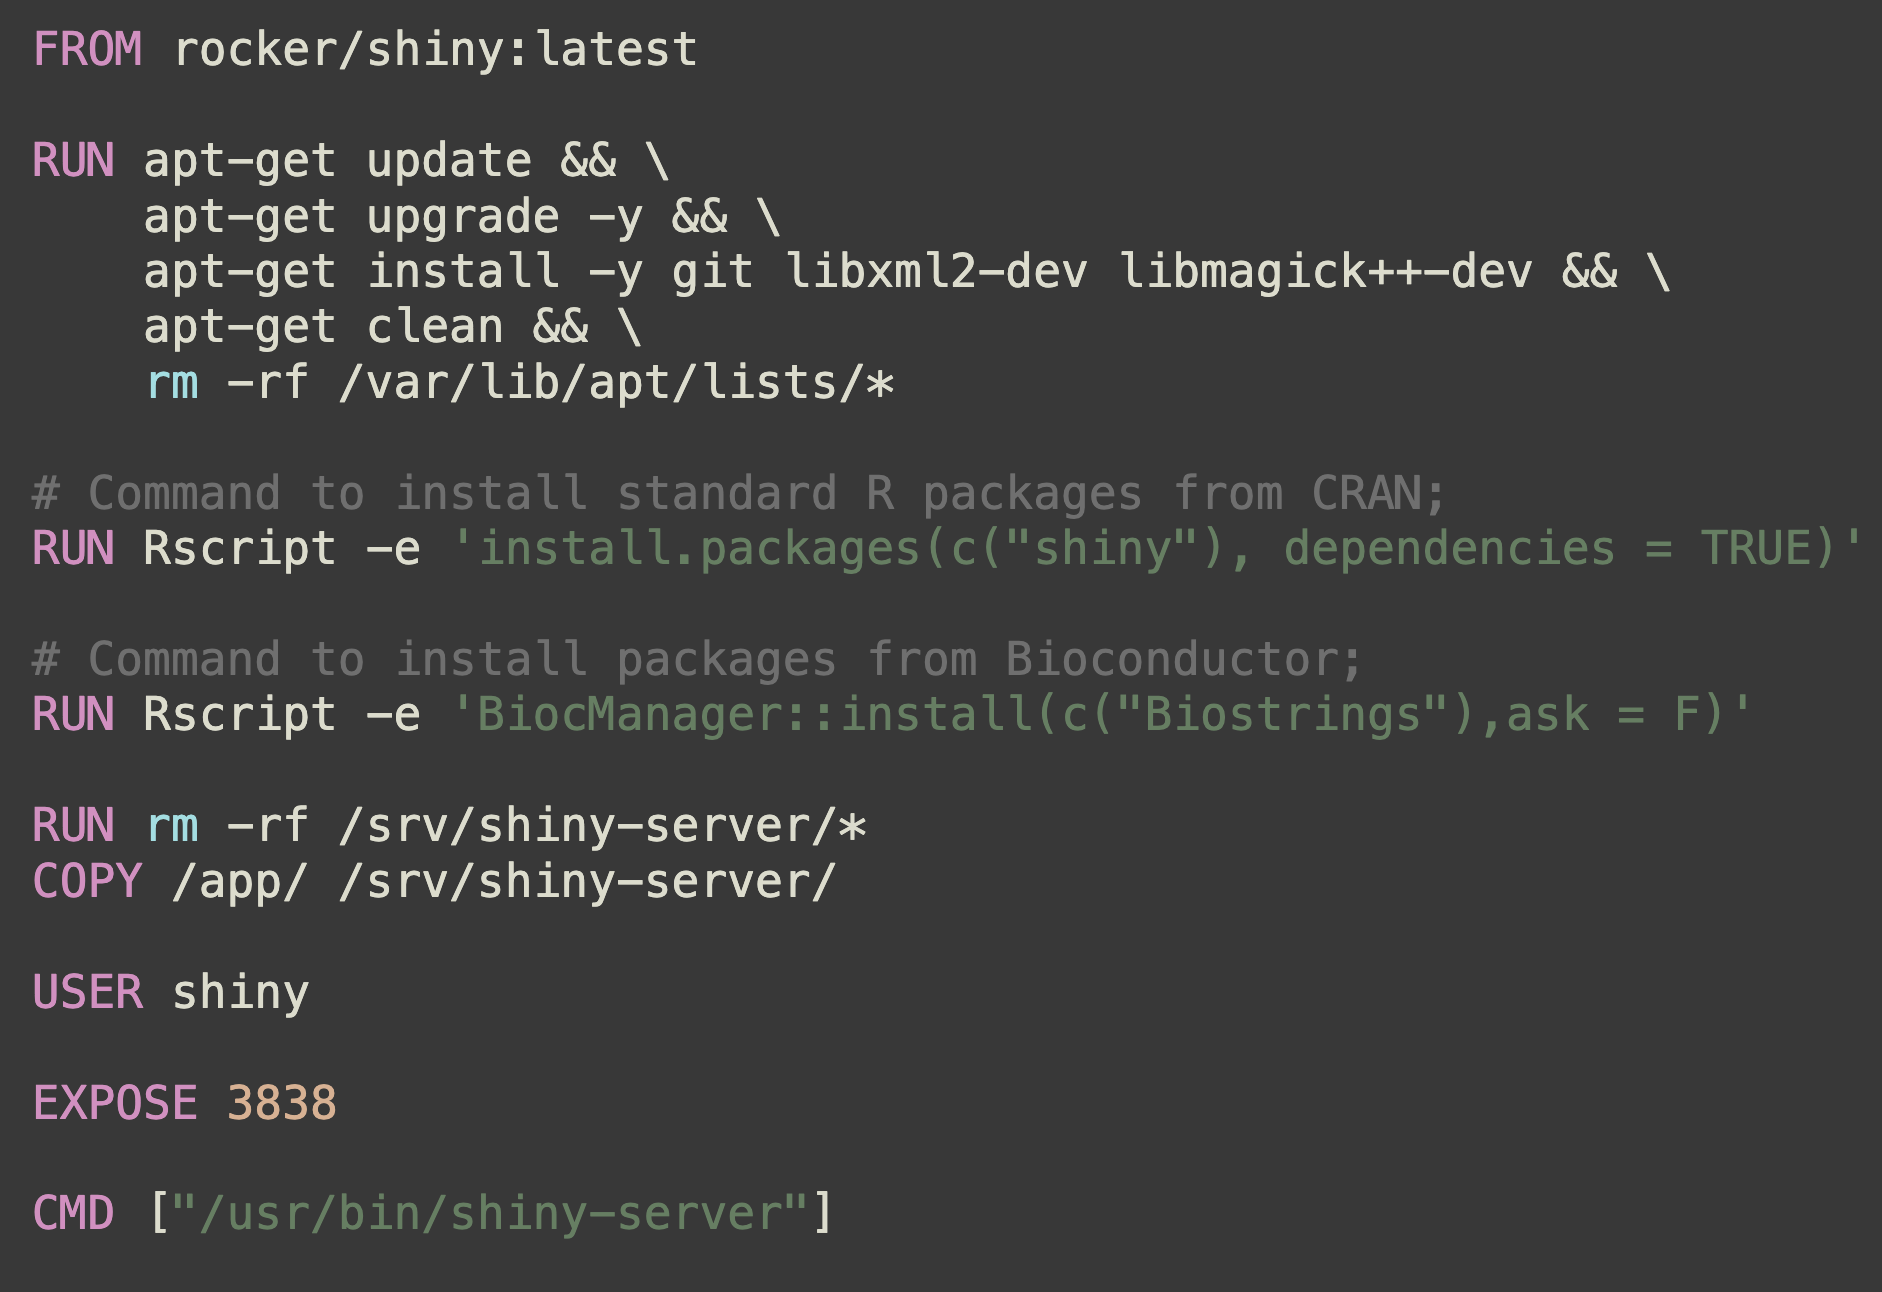 FROM rocker/shiny:latest
RUN apt-get update && \
    apt-get upgrade -y && \
    apt-get install -y git libxml2-dev libmagick++-dev && \
    apt-get clean && \
    rm -rf /var/lib/apt/lists/*
# Command to install standard R packages from CRAN;
RUN Rscript -e 'install.packages(c("shiny"), dependencies = TRUE)'
# Command to install packages from Bioconductor;
RUN Rscript -e 'BiocManager::install(c("Biostrings"),ask = F)'
RUN rm -rf /srv/shiny-server/*
COPY /app/ /srv/shiny-server/
USER shiny
EXPOSE 3838
CMD ["/usr/bin/shiny-server"]